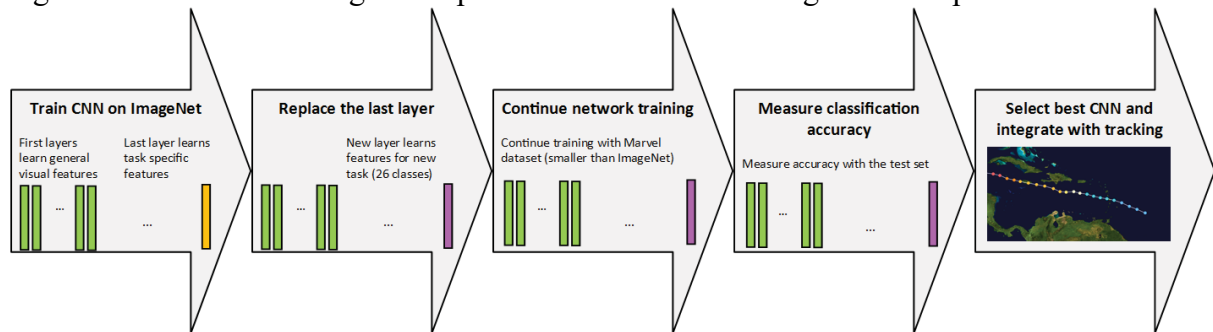 Train CNN on ImageNet
First layers
learn general
visual features
Last layer learns
task specific
features
...
...
Replace the last layer
New layer learns
features for new
task (26 classes)
...
...
Continue network training
Continue training with Marvel
dataset (smaller than ImageNet)
...
...
Measure classification
accuracy
Measure accuracy with the test set
...
...
Select best CNN and
integrate with tracking